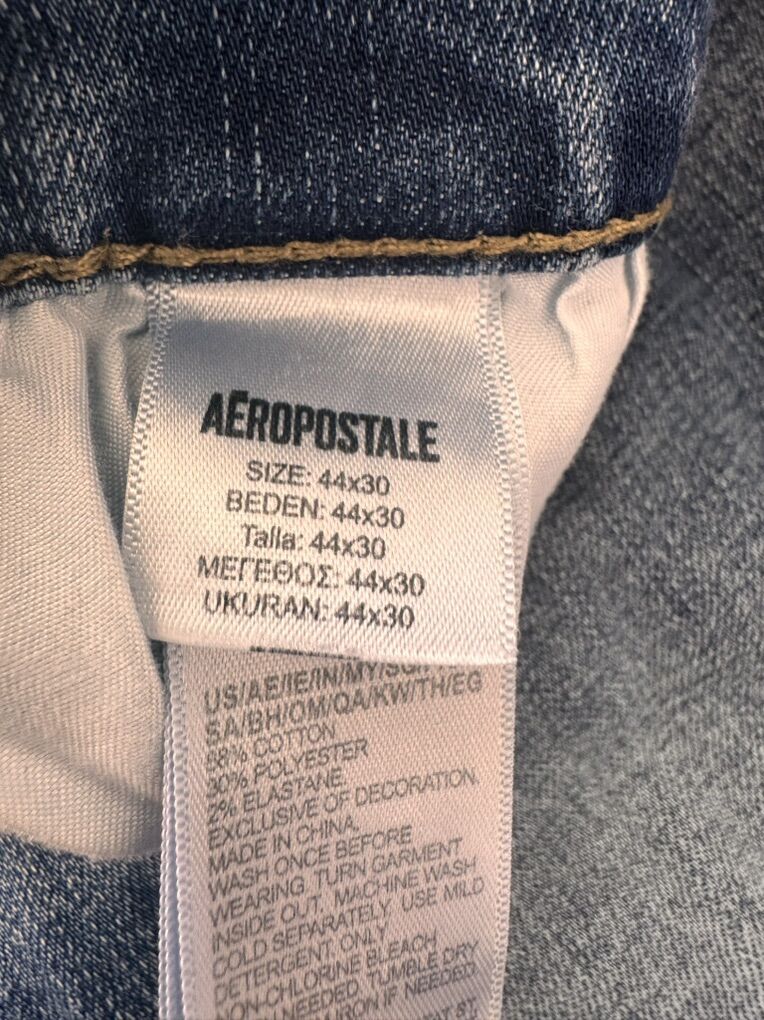 AÉROPOSTALE
SIZE: 44x30
BEDEN: 44x30
Talla: 44x30
ΜΕΓΕΘΟΣ: 44x30
UKURAN: 44x30
US/AE/IE/IN/MY/SG/
SA/BH/OM/QA/KW/TH/EG
68% COTTON
30% POLYESTER
2% ELASTANE
EXCLUSIVE OF DECORATION.
MADE IN CHINA.
WASH ONCE BEFORE
WEARING. TURN GARMENT
INSIDE OUT. MACHINE WASH
COLD SEPARATELY. USE MILD
DETERGENT. ONLY
NON-CHLORINE BLEACH
NEEDED. TUMBLE DRY
IRON IF NEEDED.